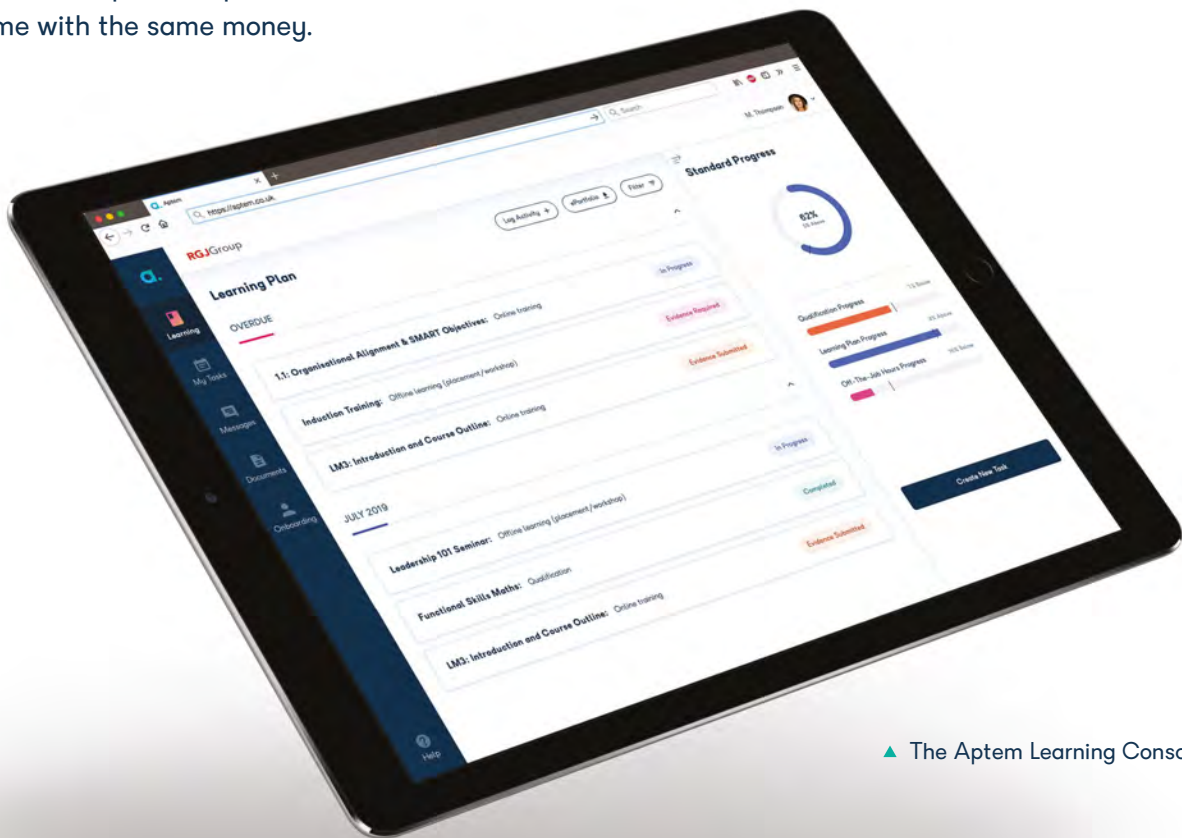 me with the same money.
Aptem
https://aptem.co.uk
Search
M. Thompson
RGJGroup
a.
Learning
My Tasks
Messages
Documents
Onboarding
Help
Learning Plan
Log Activity +
ePortfolio
Filter
OVERDUE
1.1: Organisational Alignment & SMART Objectives: Online training
In Progress
Induction Training: Offline learning (placement/workshop)
Evidence Required
LM3: Introduction and Course Outline: Online training
Evidence Submitted
JULY 2019
Leadership 101 Seminar: Offline learning (placement/workshop)
In Progress
Functional Skills Maths: Qualification
Completed
LM3: Introduction and Course Outline: Online training
Evidence Submitted
Standard Progress
62%
Qualification Progress
Learning Plan Progress
Off-The-Job Hours Progress
Create New Task
▲ The Aptem Learning